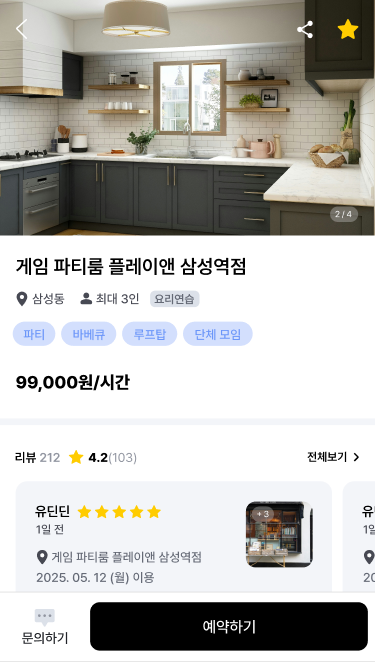 2 / 4
게임 파티룸 플레이앤 삼성역점
삼성동 최대 3인 요리연습
파티 바베큐 루프탑 단체 모임
99,000원/시간
리뷰 212 4.2(103) 전체보기
유딘딘
1일 전
게임 파티룸 플레이앤 삼성역점
2025. 05. 12 (월) 이용
+ 3
유
1일
20
문의하기
예약하기